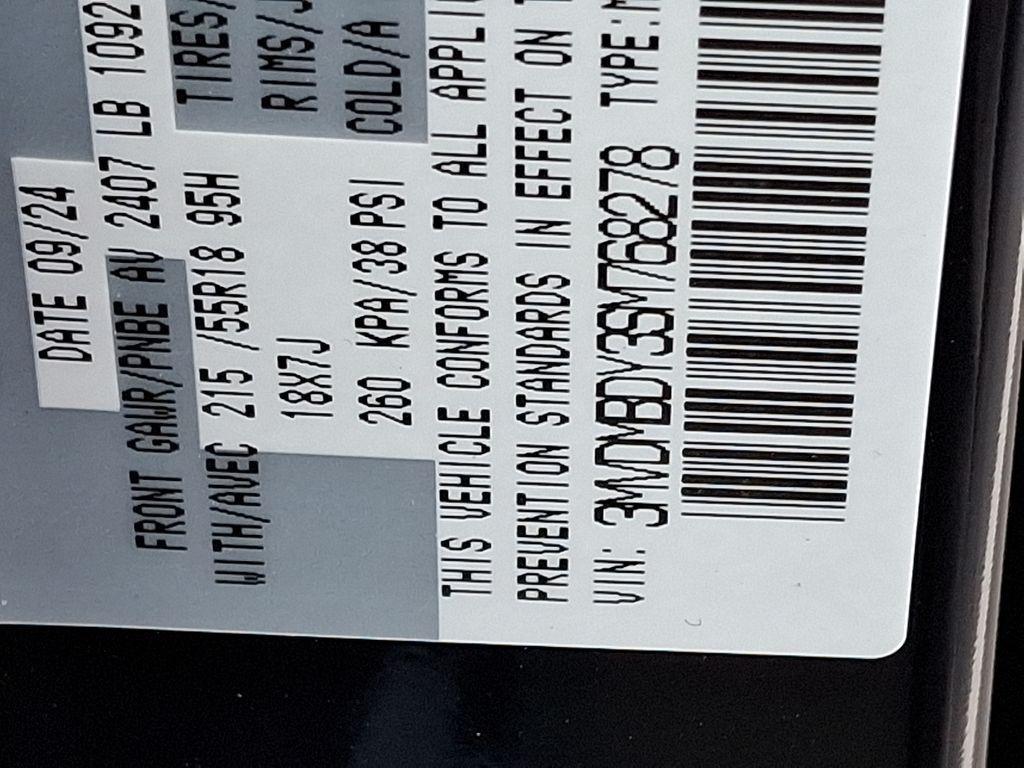 DATE 09/24
FRONT GAWR/PNBE AV 2407 LB 1092
WITH/AVEC 215 /55R18 95H TIRES/
18X7J RIMS/J
260 KPA/38 PSI COLD/A
THIS VEHICLE CONFORMS TO ALL APPLIC
PREVENTION STANDARDS IN EFFECT ON T
VIN: 3MVDMBDY3SM768278 TYPE:M